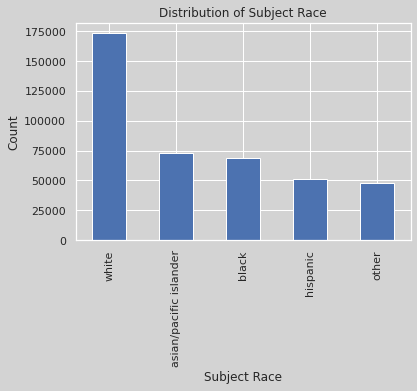 Distribution of Subject Race
Count
175000
150000
125000
100000
75000
50000
25000
0
white
asian/pacific islander
black
hispanic
other
Subject Race